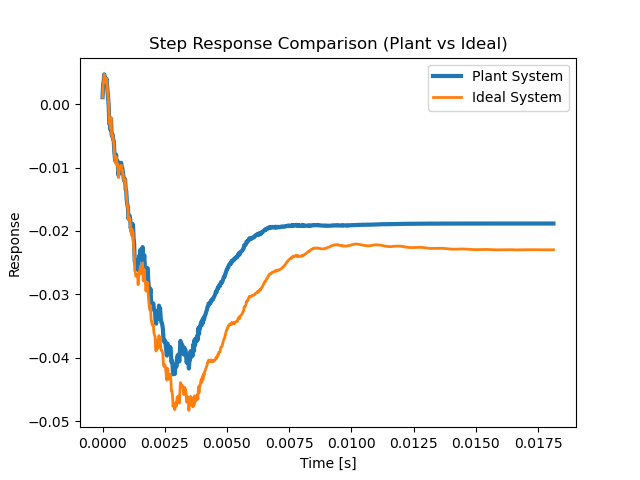 Step Response Comparison (Plant vs Ideal)
Plant System
Ideal System
Response
0.00
−0.01
−0.02
−0.03
−0.04
−0.05
0.0000 0.0025 0.0050 0.0075 0.0100 0.0125 0.0150 0.0175
Time [s]